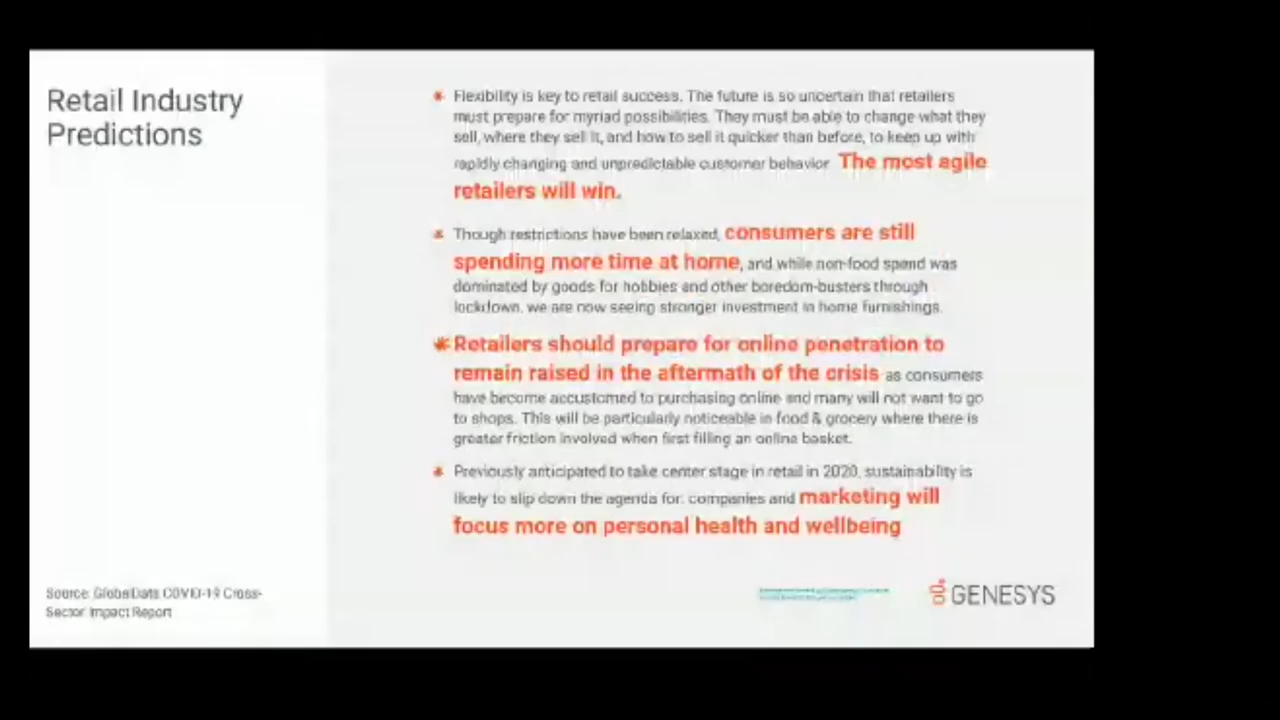 Retail Industry
Predictions
Flexibility is key to retail success. The future is so uncertain that retailers
must prepare for myriad possibilities. They must be able to change what they
sell, where they sell it, and how to sell it quicker than before, to keep up with
rapidly changing and unpredictable customer behavior. The most agile
retailers will win.
Though restrictions have been relaxed, consumers are still
spending more time at home, and while non-food spend was
dominated by goods for hobbies and other boredom-busters through
lockdown, we are now seeing stronger investment in home furnishings.
Retailers should prepare for online penetration to
remain raised in the aftermath of the crisis as consumers
have become accustomed to purchasing online and many will not want to go
to shops. This will be particularly noticeable in food & grocery where there is
greater friction involved when first filling an online basket.
Previously anticipated to take center stage in retail in 2020, sustainability is
likely to slip down the agenda for companies and marketing will
focus more on personal health and wellbeing
Source: GlobalData COVID-19 Cross-
Sector Impact Report
GENESYS